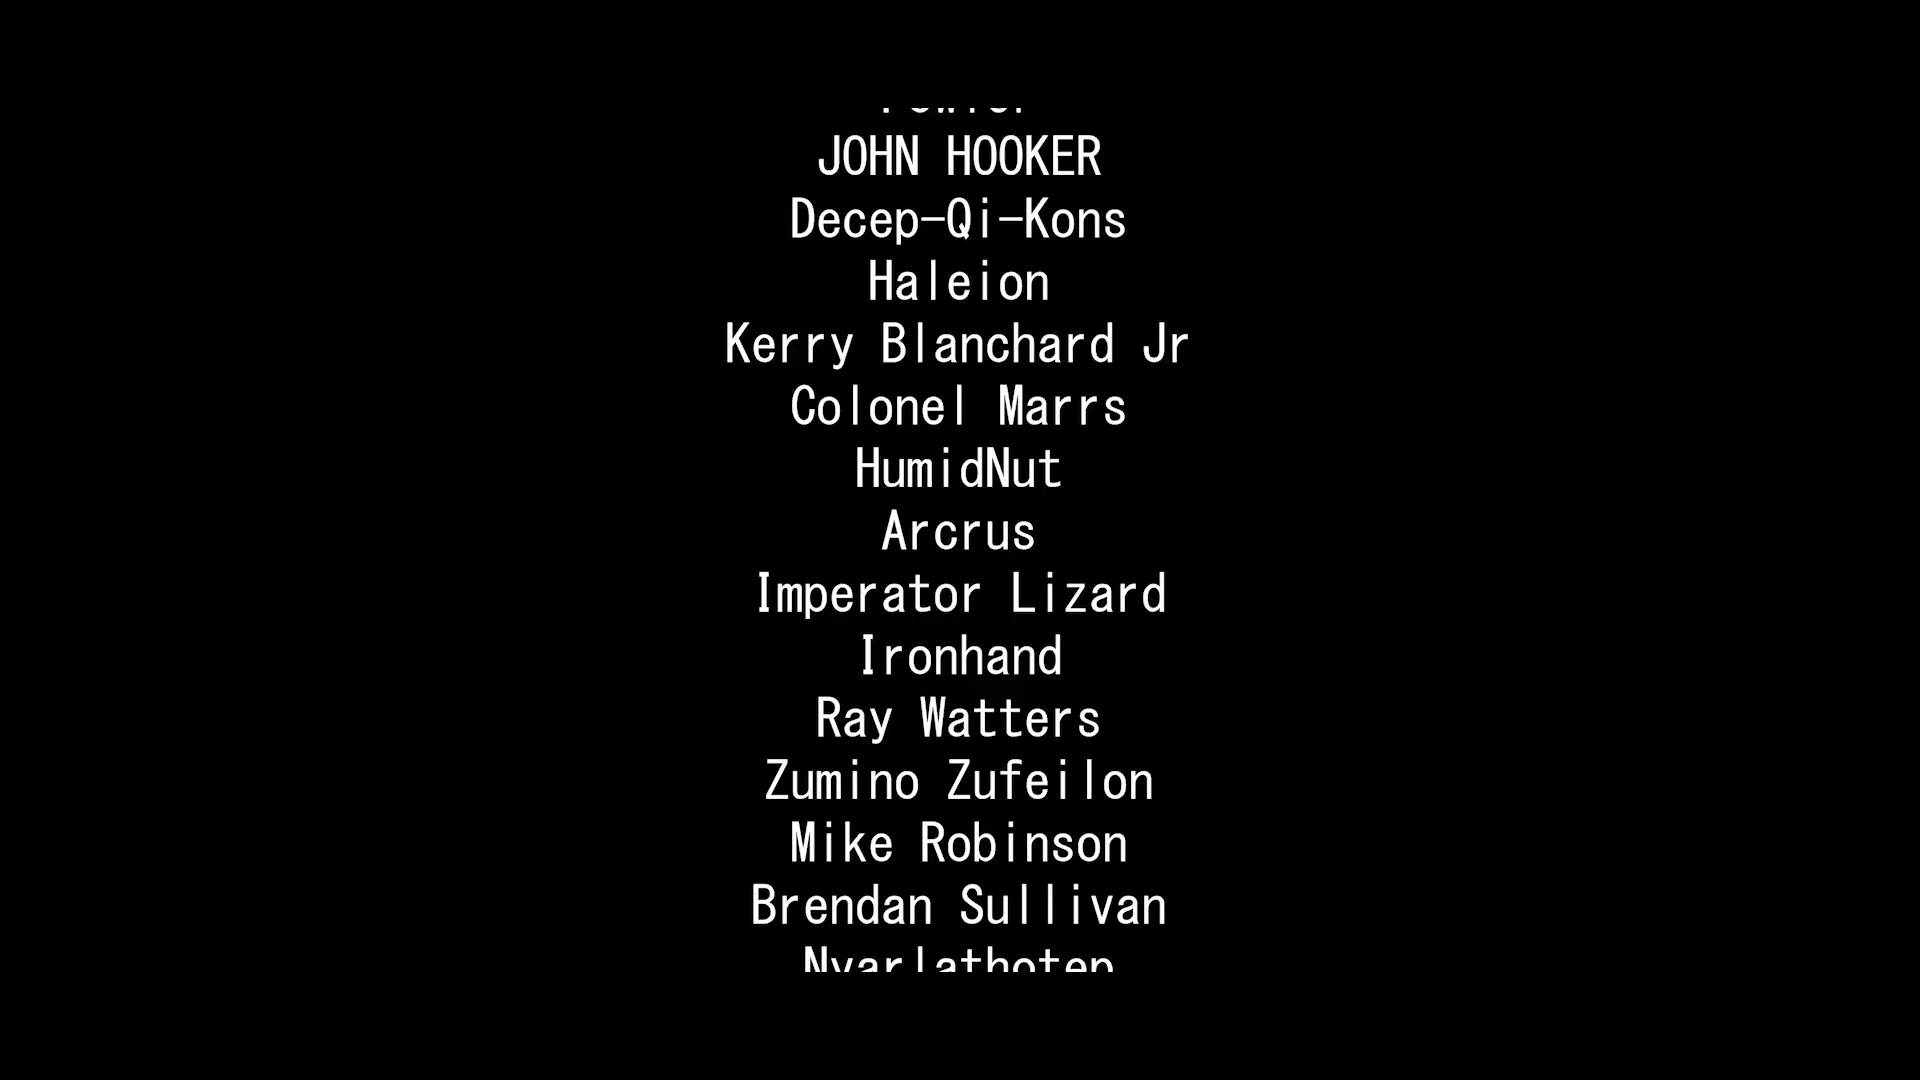 JOHN HOOKER
Decep-Qi-Kons
Haleion
Kerry Blanchard Jr
Colonel Marrs
HumidNut
Arcrus
Imperator Lizard
Ironhand
Ray Watters
Zumino Zufeilon
Mike Robinson
Brendan Sullivan
Nyarlathotep